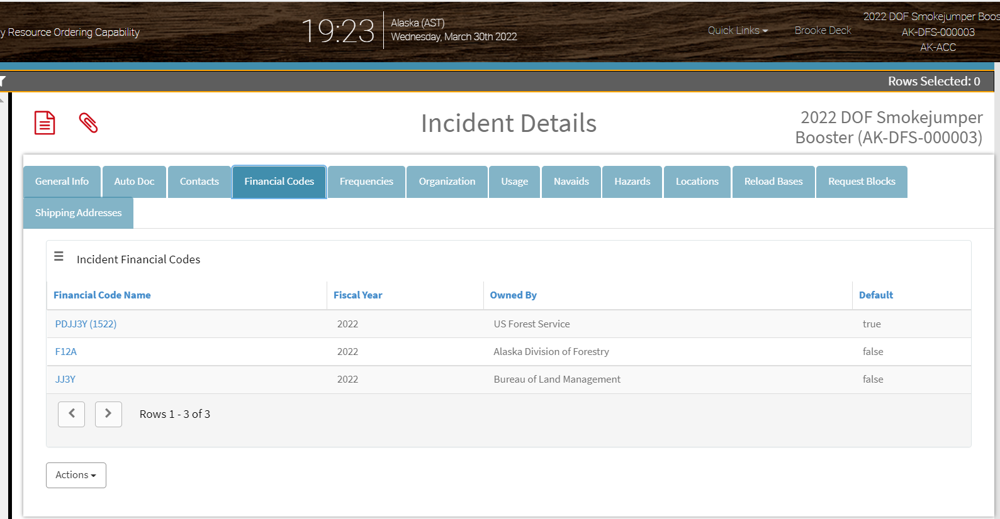 y Resource Ordering Capability
19:23
Alaska (AST)
Wednesday, March 30th 2022
Quick Links
Brooke Deck
2022 DOF Smokejumper Boos
AK-DFS-000003
AK-ACC
Rows Selected: 0
Incident Details
2022 DOF Smokejumper
Booster (AK-DFS-000003)
General Info
Auto Doc
Contacts
Financial Codes
Frequencies
Organization
Usage
Navaids
Hazards
Locations
Reload Bases
Request Blocks
Shipping Addresses
Incident Financial Codes
Financial Code Name Fiscal Year Owned By Default
PDJJ3Y (1522) 2022 US Forest Service true
F12A 2022 Alaska Division of Forestry false
JJ3Y 2022 Bureau of Land Management false
Rows 1 - 3 of 3
Actions